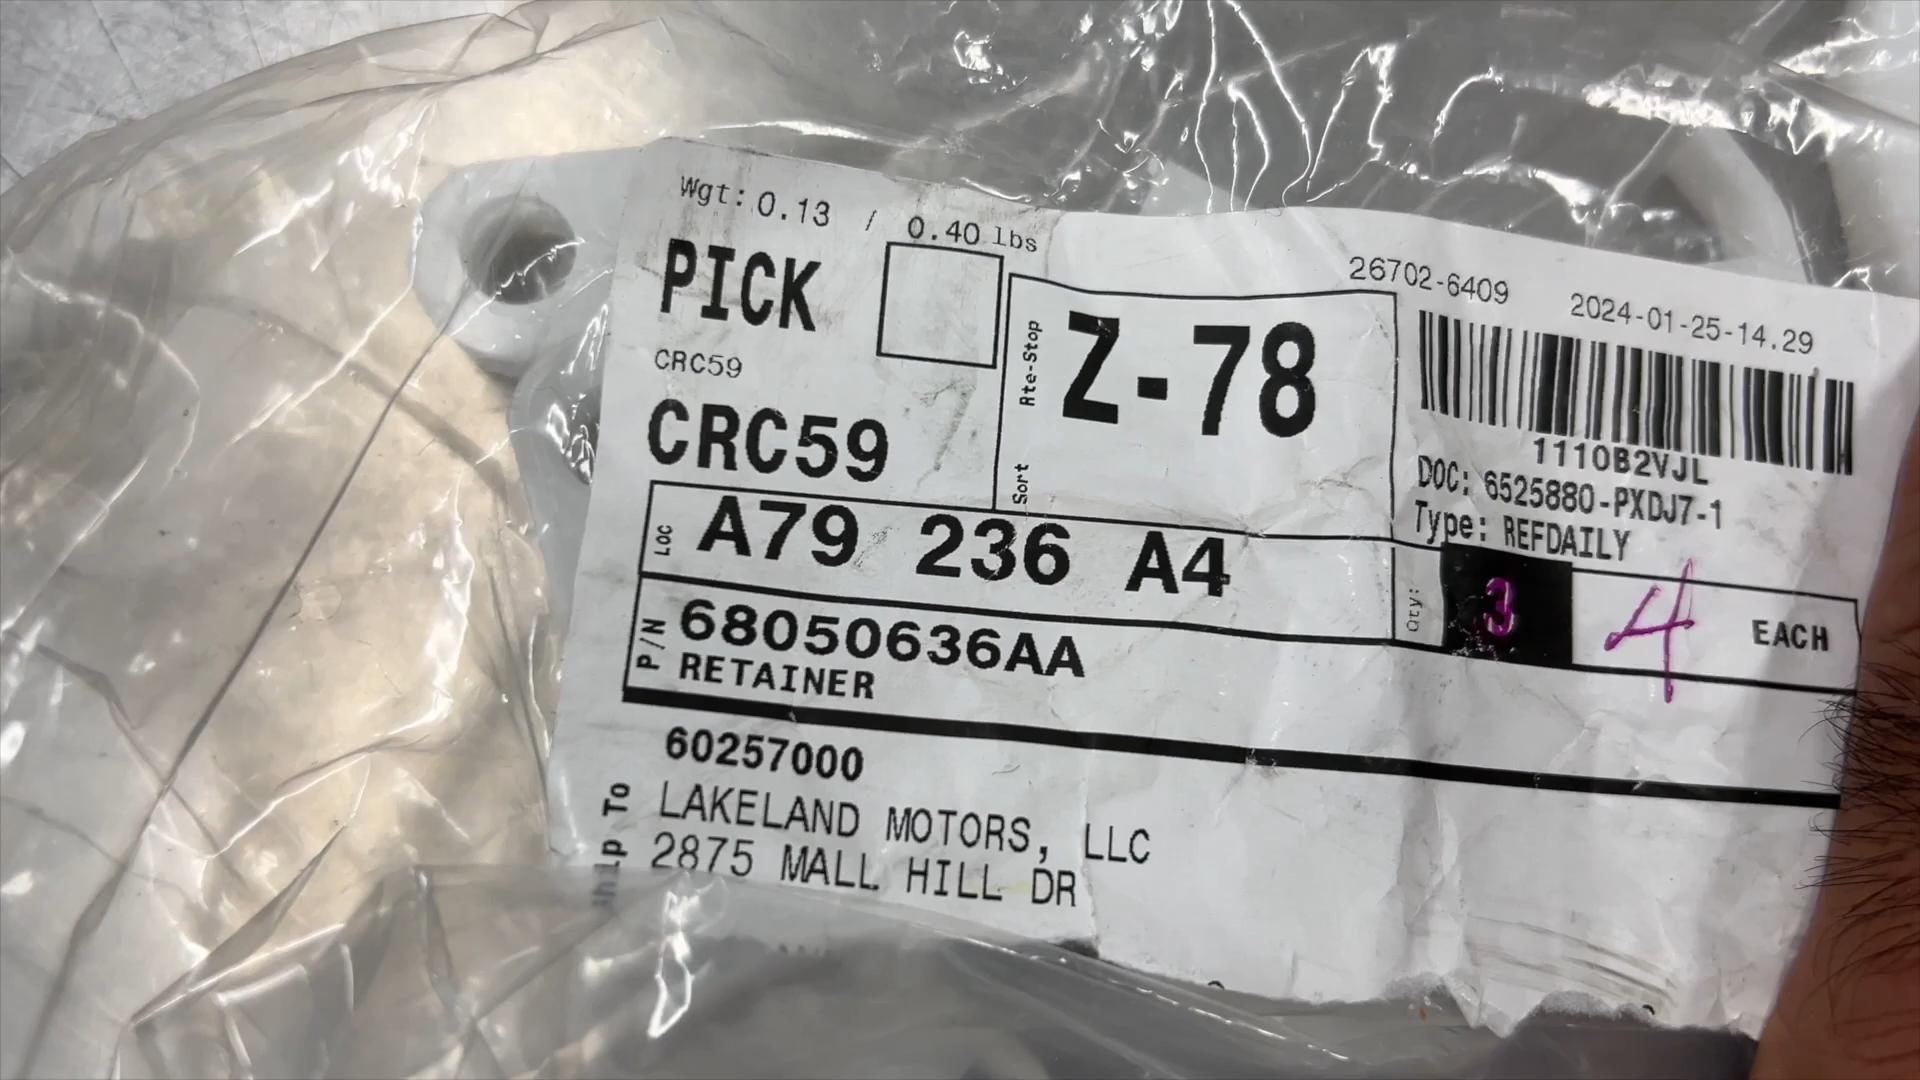 Wgt: 0.13 / 0.40 lbs
PICK
CRC59
CRC59
Rte-Stop
Sort
Z-78
26702-6409
2024-01-25-14.29
1110B2VJL
DOC: 6525880-PXDJ7-1
Type: REFDAILY
LOC
A79 236 A4
Qty:
3
4
EACH
P/N
68050636AA
RETAINER
60257000
Ship To
LAKELAND MOTORS, LLC
2875 MALL HILL DR